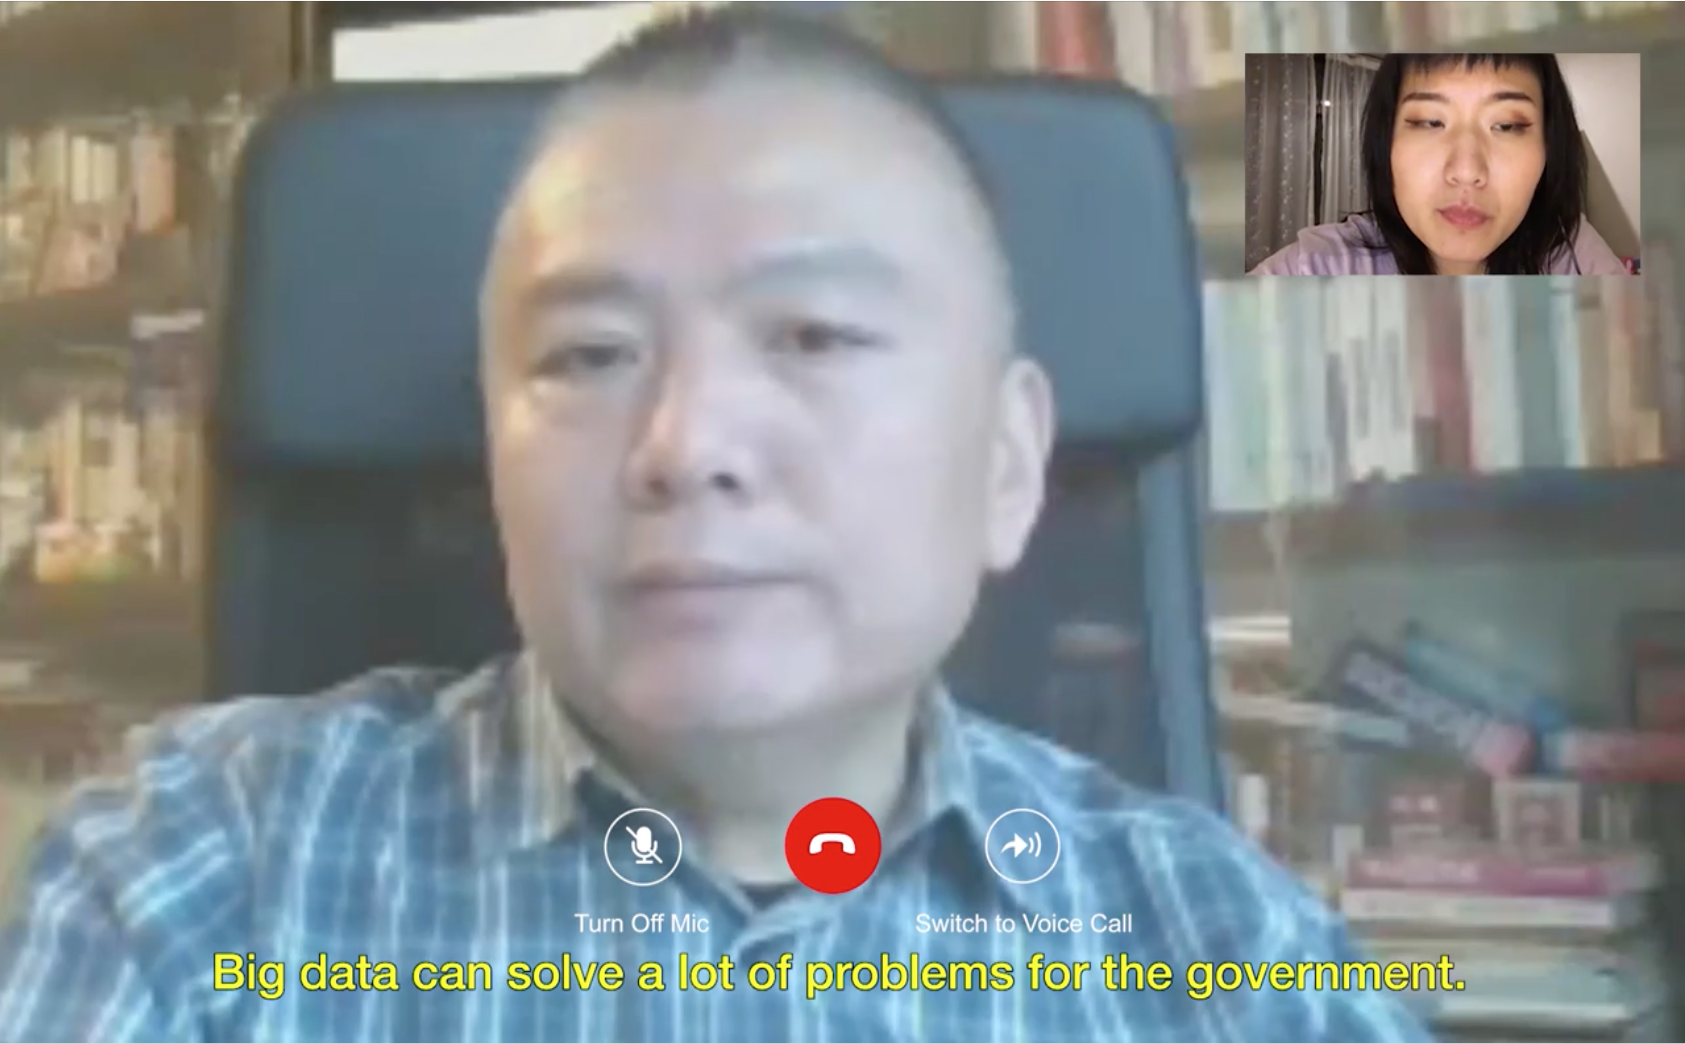 Turn Off Mic
Switch to Voice Call
Big data can solve a lot of problems for the government.